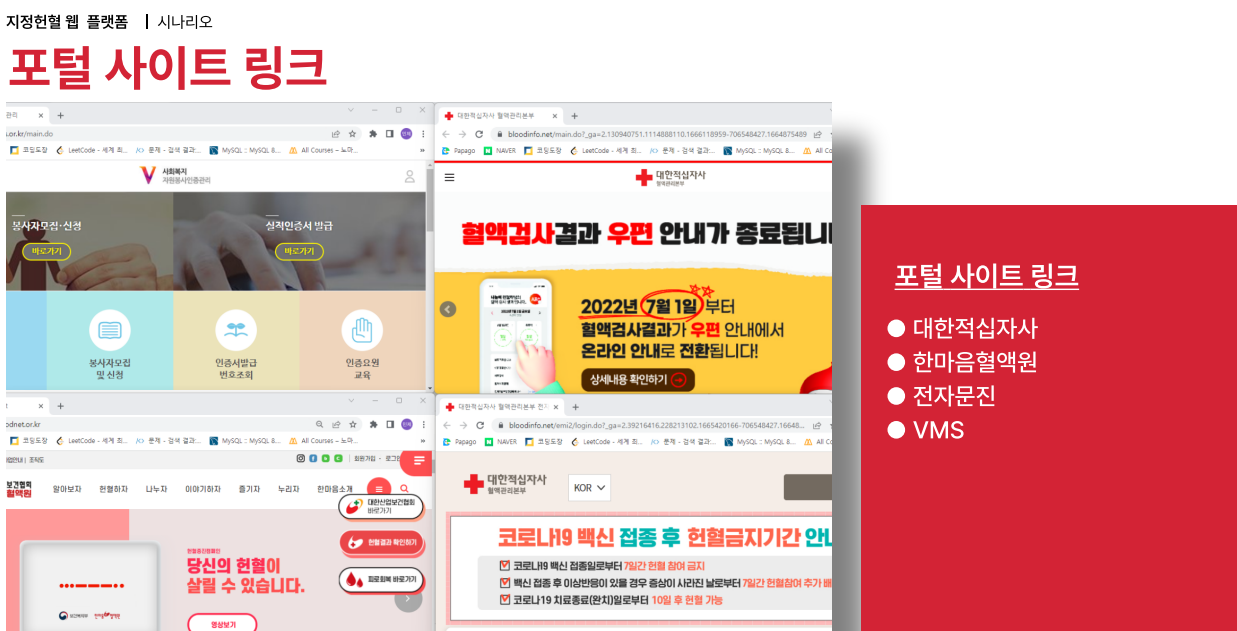 지정헌혈 웹 플랫폼 | 시나리오
포털 사이트 링크
관리
.or.kr/main.do
코딩도장 LeetCode - 세계 최... 문제 - 검색 결과:... MySQL :: MySQL 8... All Courses – 노마...
사회복지
자원봉사인증관리
봉사자모집·신청
바로가기
실적인증서 발급
바로가기
봉사자모집
및 신청
인증서발급
번호조회
인증요원
교육
대한적십자사 혈액관리본부
bloodinfo.net/main.do?_ga=2.130940751.1114888110.1666118959-706548427.1664875489
Papago NAVER 코딩도장 LeetCode - 세계 최... 문제 - 검색 결과:... MySQL :: MySQL 8... All Co
대한적십자사
혈액관리본부
혈액검사결과 우편 안내가 종료됩니
2022년 7월 1일 부터
혈액검사결과가 우편 안내에서
온라인 안내로 전환됩니다!
상세내용 확인하기
odnet.or.kr
코딩도장 LeetCode - 세계 최... 문제 - 검색 결과:... MySQL :: MySQL 8... All Courses – 노마...
조직도
회원가입
보건협회
혈액원
알아보자 헌혈하자 나누자 이야기하자 즐기자 누리자 한마음소개
대한산업보건협회
바로가기
헌혈결과 확인하기
피로회복 바로가기
당신의 헌혈이
살릴 수 있습니다.
영상보기
보건복지부
대한적십자사 혈액관리본부 전
bloodinfo.net/emi2/login.do?_ga=2.39216416.228213102.1665420166-706548427.16648...
Papago NAVER 코딩도장 LeetCode - 세계 최... 문제 - 검색 결과:... MySQL :: MySQL 8... All Co
대한적십자사
혈액관리본부
KOR
코로나19 백신 접종 후 헌혈금지기간 안
코로나19 백신 접종일로부터 7일간 헌혈 참여 금지
백신 접종 후 이상반응이 있을 경우 증상이 사라진 날로부터 7일간 헌혈참여 추가 배
코로나19 치료종료(완치)일로부터 10일 후 헌혈 가능
포털 사이트 링크
● 대한적십자사
● 한마음혈액원
● 전자문진
● VMS